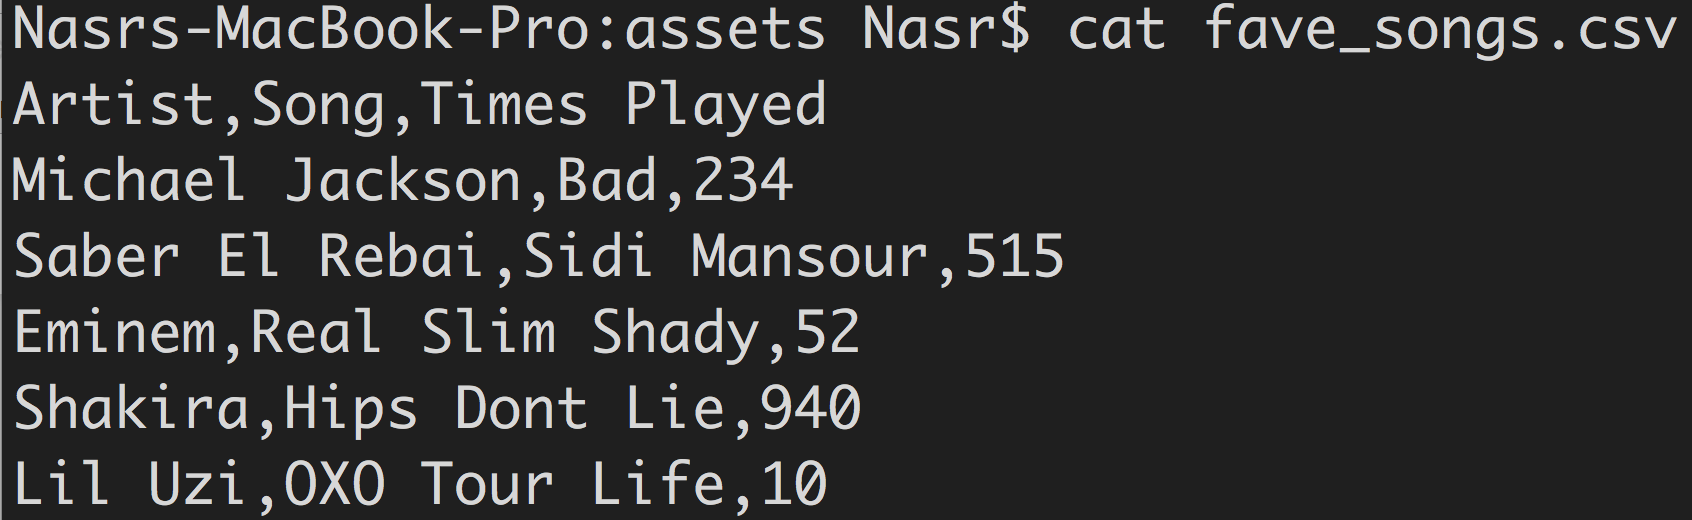 Nasrs-MacBook-Pro:assets Nasr$ cat fave_songs.csv
Artist,Song,Times Played
Michael Jackson,Bad,234
Saber El Rebai,Sidi Mansour,515
Eminem,Real Slim Shady,52
Shakira,Hips Dont Lie,940
Lil Uzi,OXO Tour Life,10